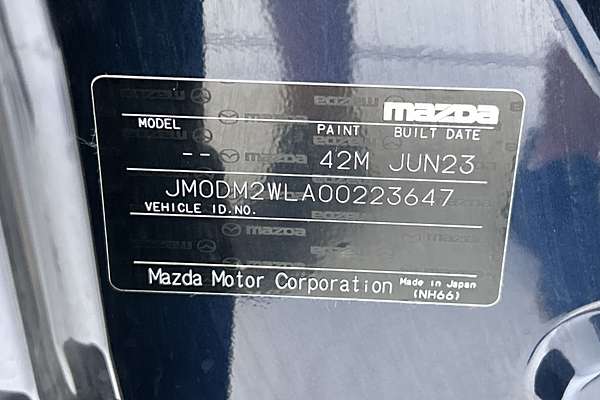 mazda
MODEL PAINT BUILT DATE
-- 42M JUN23
JM0DM2WLA00223647
VEHICLE ID.NO.
Mazda Motor Corporation Made in Japan
(NH66)